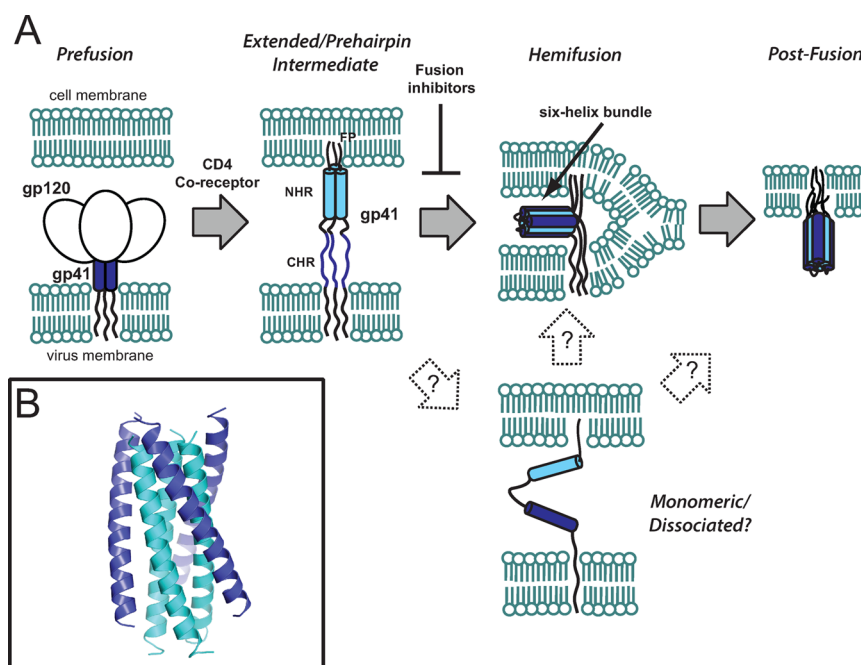 A
Prefusion
Extended/Prehairpin
Intermediate
Hemifusion
Post-Fusion
Fusion
inhibitors
cell membrane
FP
six-helix bundle
CD4
Co-receptor
gp120
NHR
gp41
gp41
CHR
virus membrane
?
?
?
B
Monomeric/
Dissociated?